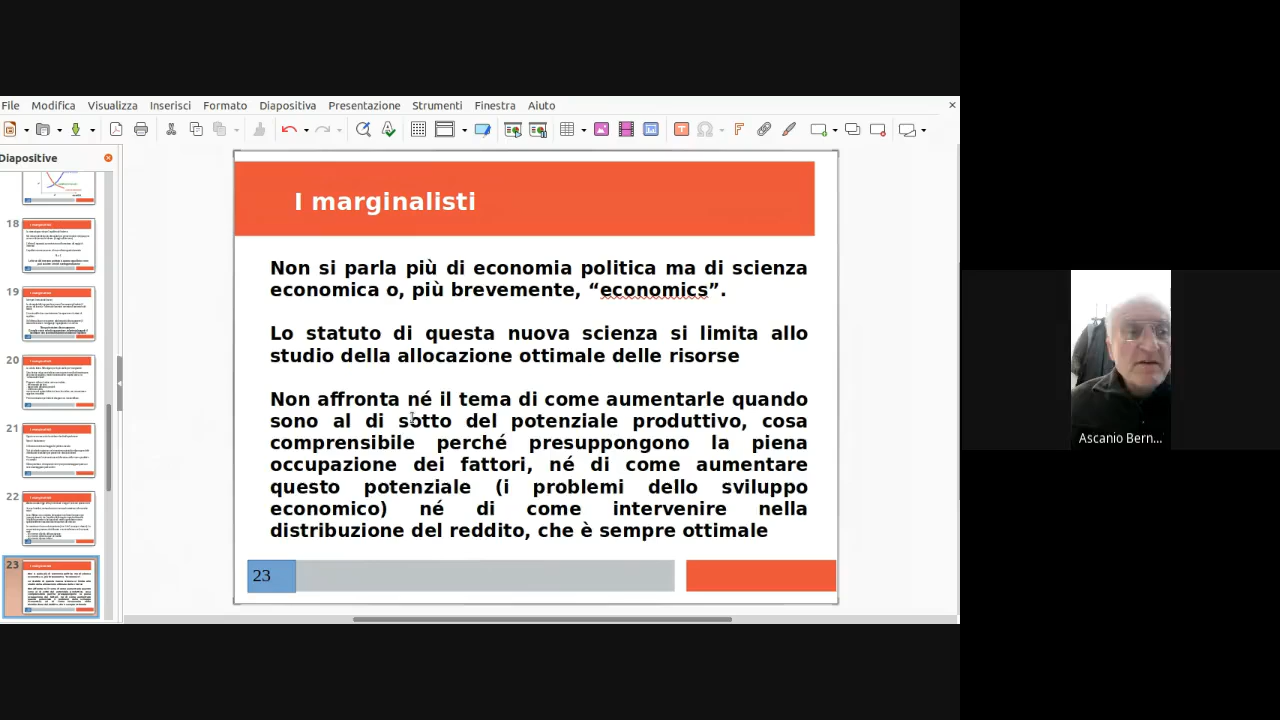 File Modifica Visualizza Inserisci Formato Diapositiva Presentazione Strumenti Finestra Aiuto
Diapositive
18
19
20
21
22
23
I marginalisti
Non si parla più di economia politica ma di scienza
economica o, più brevemente, “economics”.
Lo statuto di questa nuova scienza si limita allo
studio della allocazione ottimale delle risorse
Non affronta né il tema di come aumentarle quando
sono al di sotto del potenziale produttivo, cosa
comprensibile perché presuppongono la piena
occupazione dei fattori, né di come aumentare
questo potenziale (i problemi dello sviluppo
economico) né di come intervenire nella
distribuzione del reddito, che è sempre ottimale
23
Ascanio Bern...